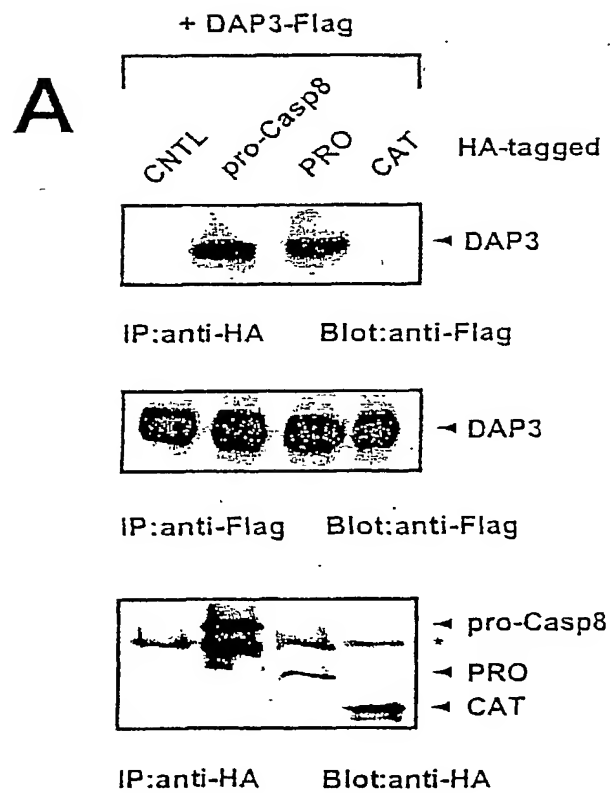 + DAP3-Flag
A
CNTL pro-Casp8 PRO CAT HA-tagged
◄ DAP3
IP:anti-HA Blot:anti-Flag
◄ DAP3
IP:anti-Flag Blot:anti-Flag
◄ pro-Casp8
*
◄ PRO
◄ CAT
IP:anti-HA Blot:anti-HA